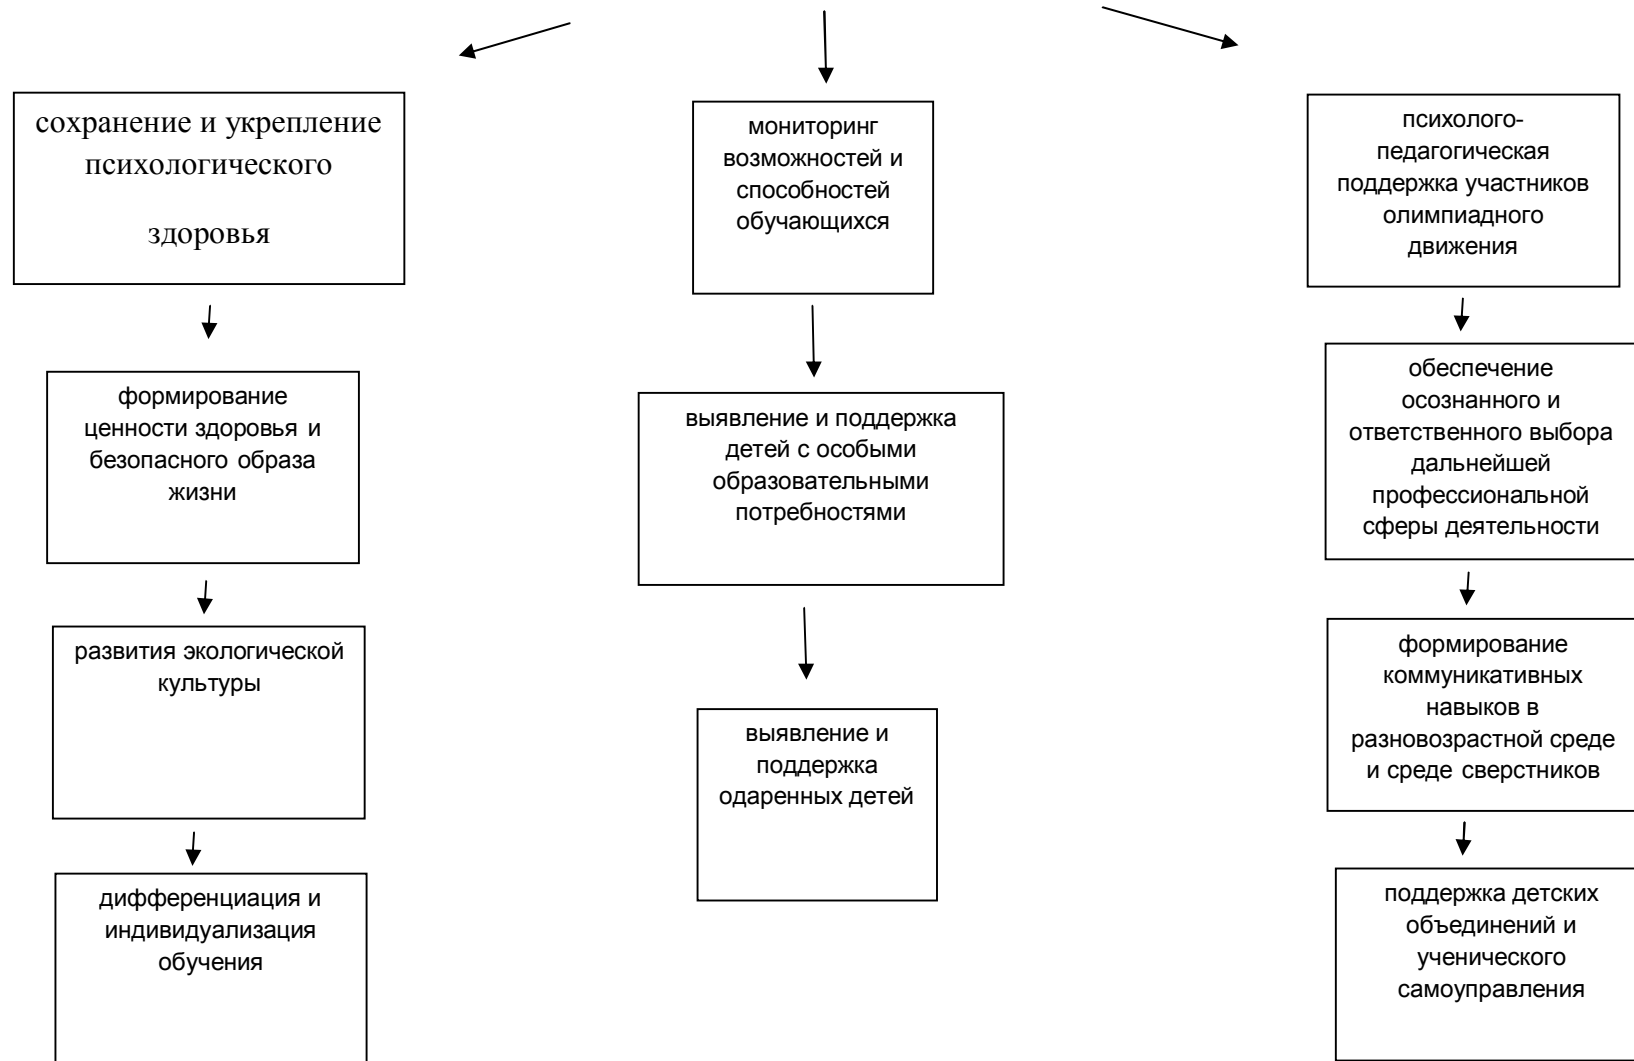 сохранение и укрепление
психологического
здоровья
формирование
ценности здоровья и
безопасного образа
жизни
развития экологической
культуры
дифференциация и
индивидуализация
обучения
мониторинг
возможностей и
способностей
обучающихся
выявление и поддержка
детей с особыми
образовательными
потребностями
выявление и
поддержка
одаренных детей
психолого-
педагогическая
поддержка участников
олимпиадного
движения
обеспечение
осознанного и
ответственного выбора
дальнейшей
профессиональной
сферы деятельности
формирование
коммуникативных
навыков в
разновозрастной среде
и среде сверстников
поддержка детских
объединений и
ученического
самоуправления